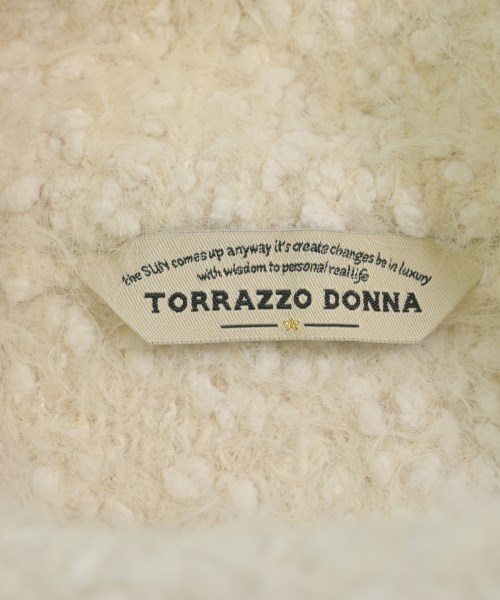 the SUN comes up anyway it's create changes be in luxury
with wisdom to personal real life
TORRAZZO DONNA